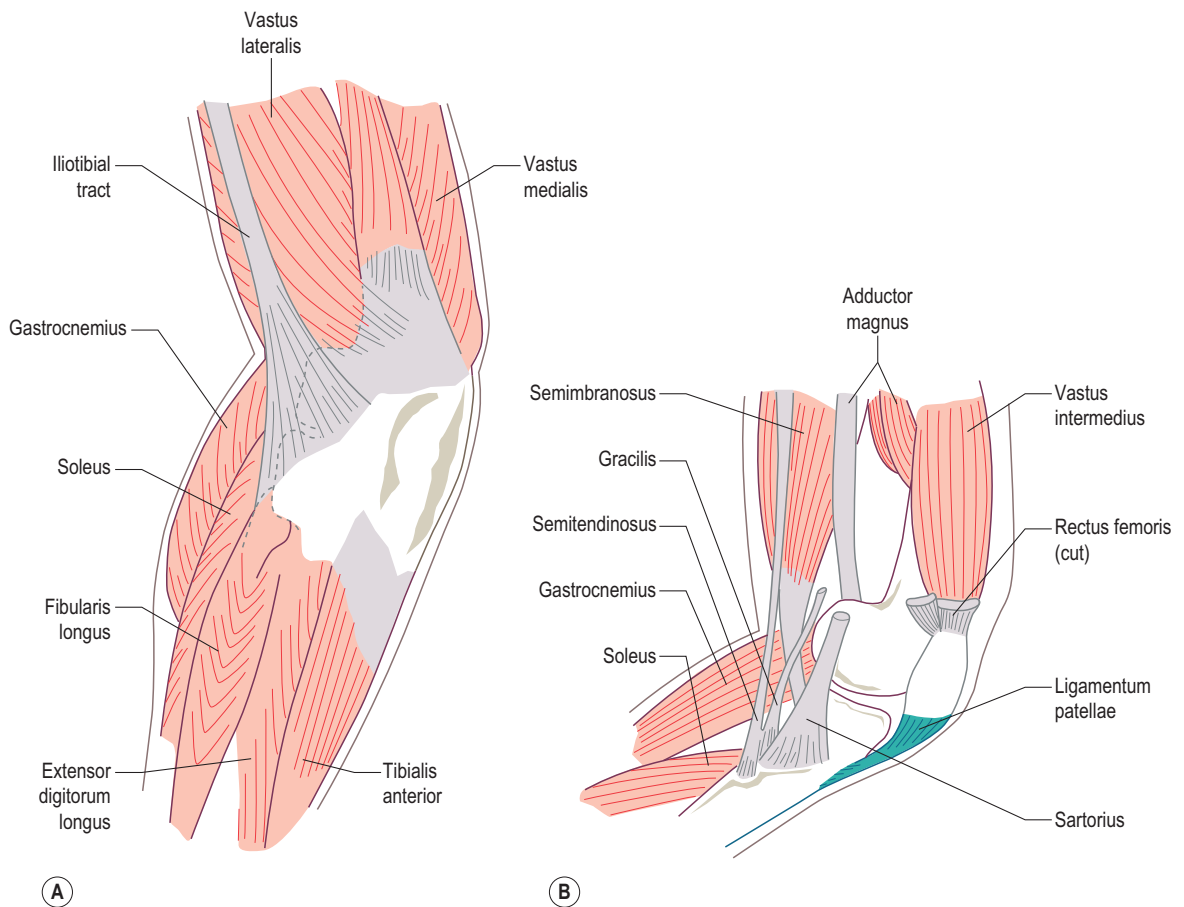 Vastus
lateralis
Iliotibial
tract
Vastus
medialis
Gastrocnemius
Soleus
Fibularis
longus
Extensor
digitorum
longus
Tibialis
anterior
A
Adductor
magnus
Semimbranosus
Vastus
intermedius
Gracilis
Semitendinosus
Rectus femoris
(cut)
Gastrocnemius
Soleus
Ligamentum
patellae
Sartorius
B